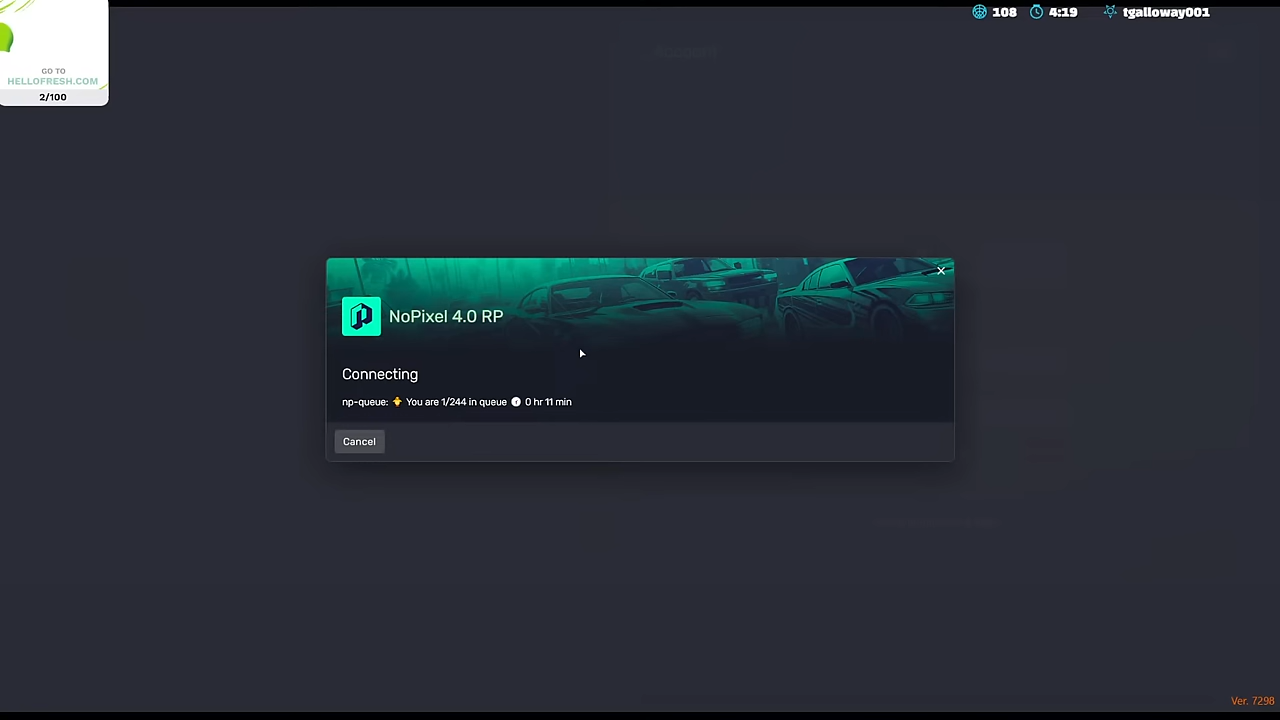 108 4:19 tgalloway001
GO TO
HELLOFRESH.COM
2/100
NoPixel 4.0 RP
Connecting
np-queue: 🐥 You are 1/244 in queue 🕜 0 hr 11 min
Cancel
Ver. 7298